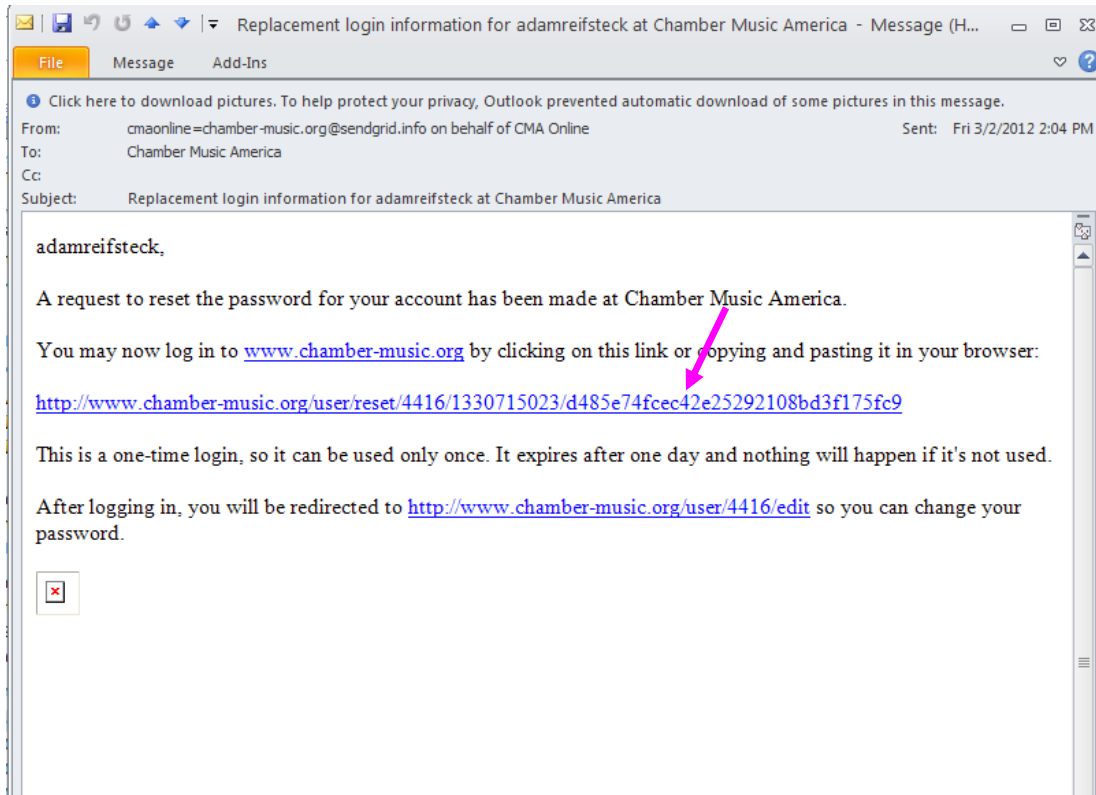 Replacement login information for adamreifsteck at Chamber Music America - Message (H...
File Message Add-Ins
Click here to download pictures. To help protect your privacy, Outlook prevented automatic download of some pictures in this message.
From: cmaonline=chamber-music.org@sendgrid.info on behalf of CMA Online Sent: Fri 3/2/2012 2:04 PM
To: Chamber Music America
Cc:
Subject: Replacement login information for adamreifsteck at Chamber Music America
adamreifsteck,
A request to reset the password for your account has been made at Chamber Music America.
You may now log in to www.chamber-music.org by clicking on this link or copying and pasting it in your browser:
http://www.chamber-music.org/user/reset/4416/1330715023/d485e74fcec42e25292108bd3f175fc9
This is a one-time login, so it can be used only once. It expires after one day and nothing will happen if it's not used.
After logging in, you will be redirected to http://www.chamber-music.org/user/4416/edit so you can change your
password.